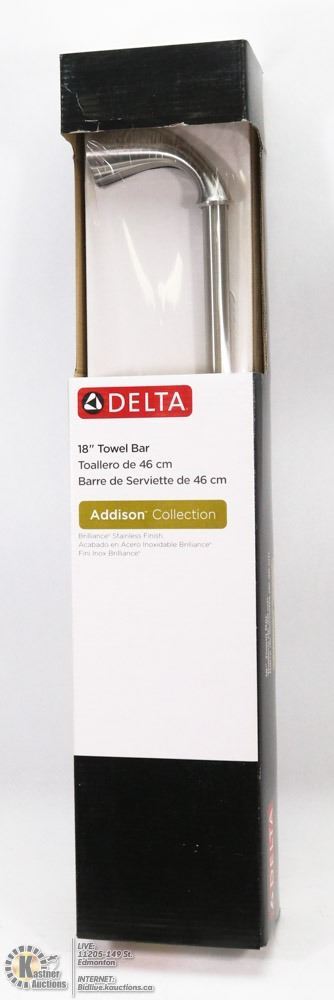 DELTA
18" Towel Bar
Toallero de 46 cm
Barre de Serviette de 46 cm
Addison™ Collection
Brilliance® Stainless Finish
Acabado en Acero Inoxidable Brilliance®
Fini Inox Brilliance®
DELTA
Kastner
Auctions
LIVE:
11205-149 St.
Edmonton
INTERNET:
Bidlive.kauctions.ca